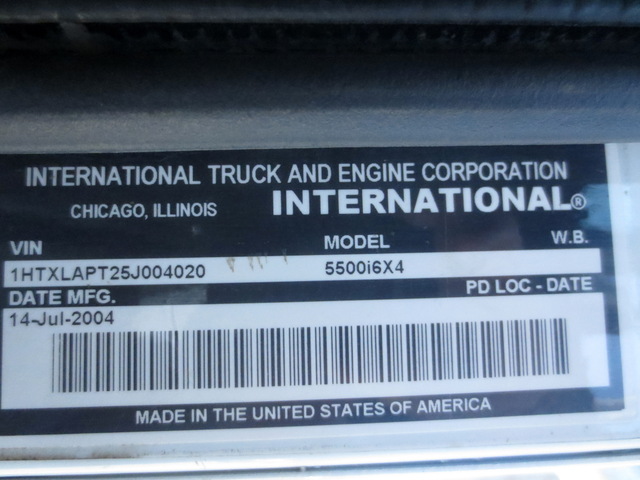 INTERNATIONAL TRUCK AND ENGINE CORPORATION
CHICAGO, ILLINOIS INTERNATIONAL®
VIN MODEL W.B.
1HTXLAPT25J004020 5500i6X4
DATE MFG. PD LOC - DATE
14-Jul-2004
MADE IN THE UNITED STATES OF AMERICA